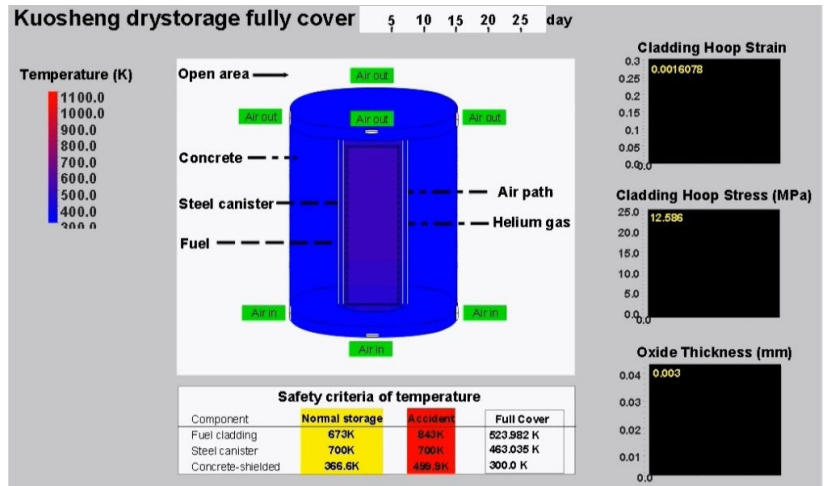 Kuosheng drystorage fully cover
5 10 15 20 25 day
Temperature (K)
1100.0
1000.0
900.0
800.0
700.0
600.0
500.0
400.0
300.0
Open area
Air out
Air out
Air out
Air out
Concrete
Steel canister
Fuel
Air path
Helium gas
Air in
Air in
Air in
Safety criteria of temperature
Component Normal storage Accident Full Cover
Fuel cladding 673K 843K 523.982 K
Steel canister 700K 700K 463.035 K
Concrete-shielded 366.6K 499.9K 300.0 K
Cladding Hoop Strain
0.0016078
0.3
0.25
0.2
0.15
0.1
0.05
0.0
0.0
Cladding Hoop Stress (MPa)
12.586
25.0
20.0
15.0
10.0
5.0
0.0
0.0
Oxide Thickness (mm)
0.003
0.04
0.03
0.02
0.01
0.0